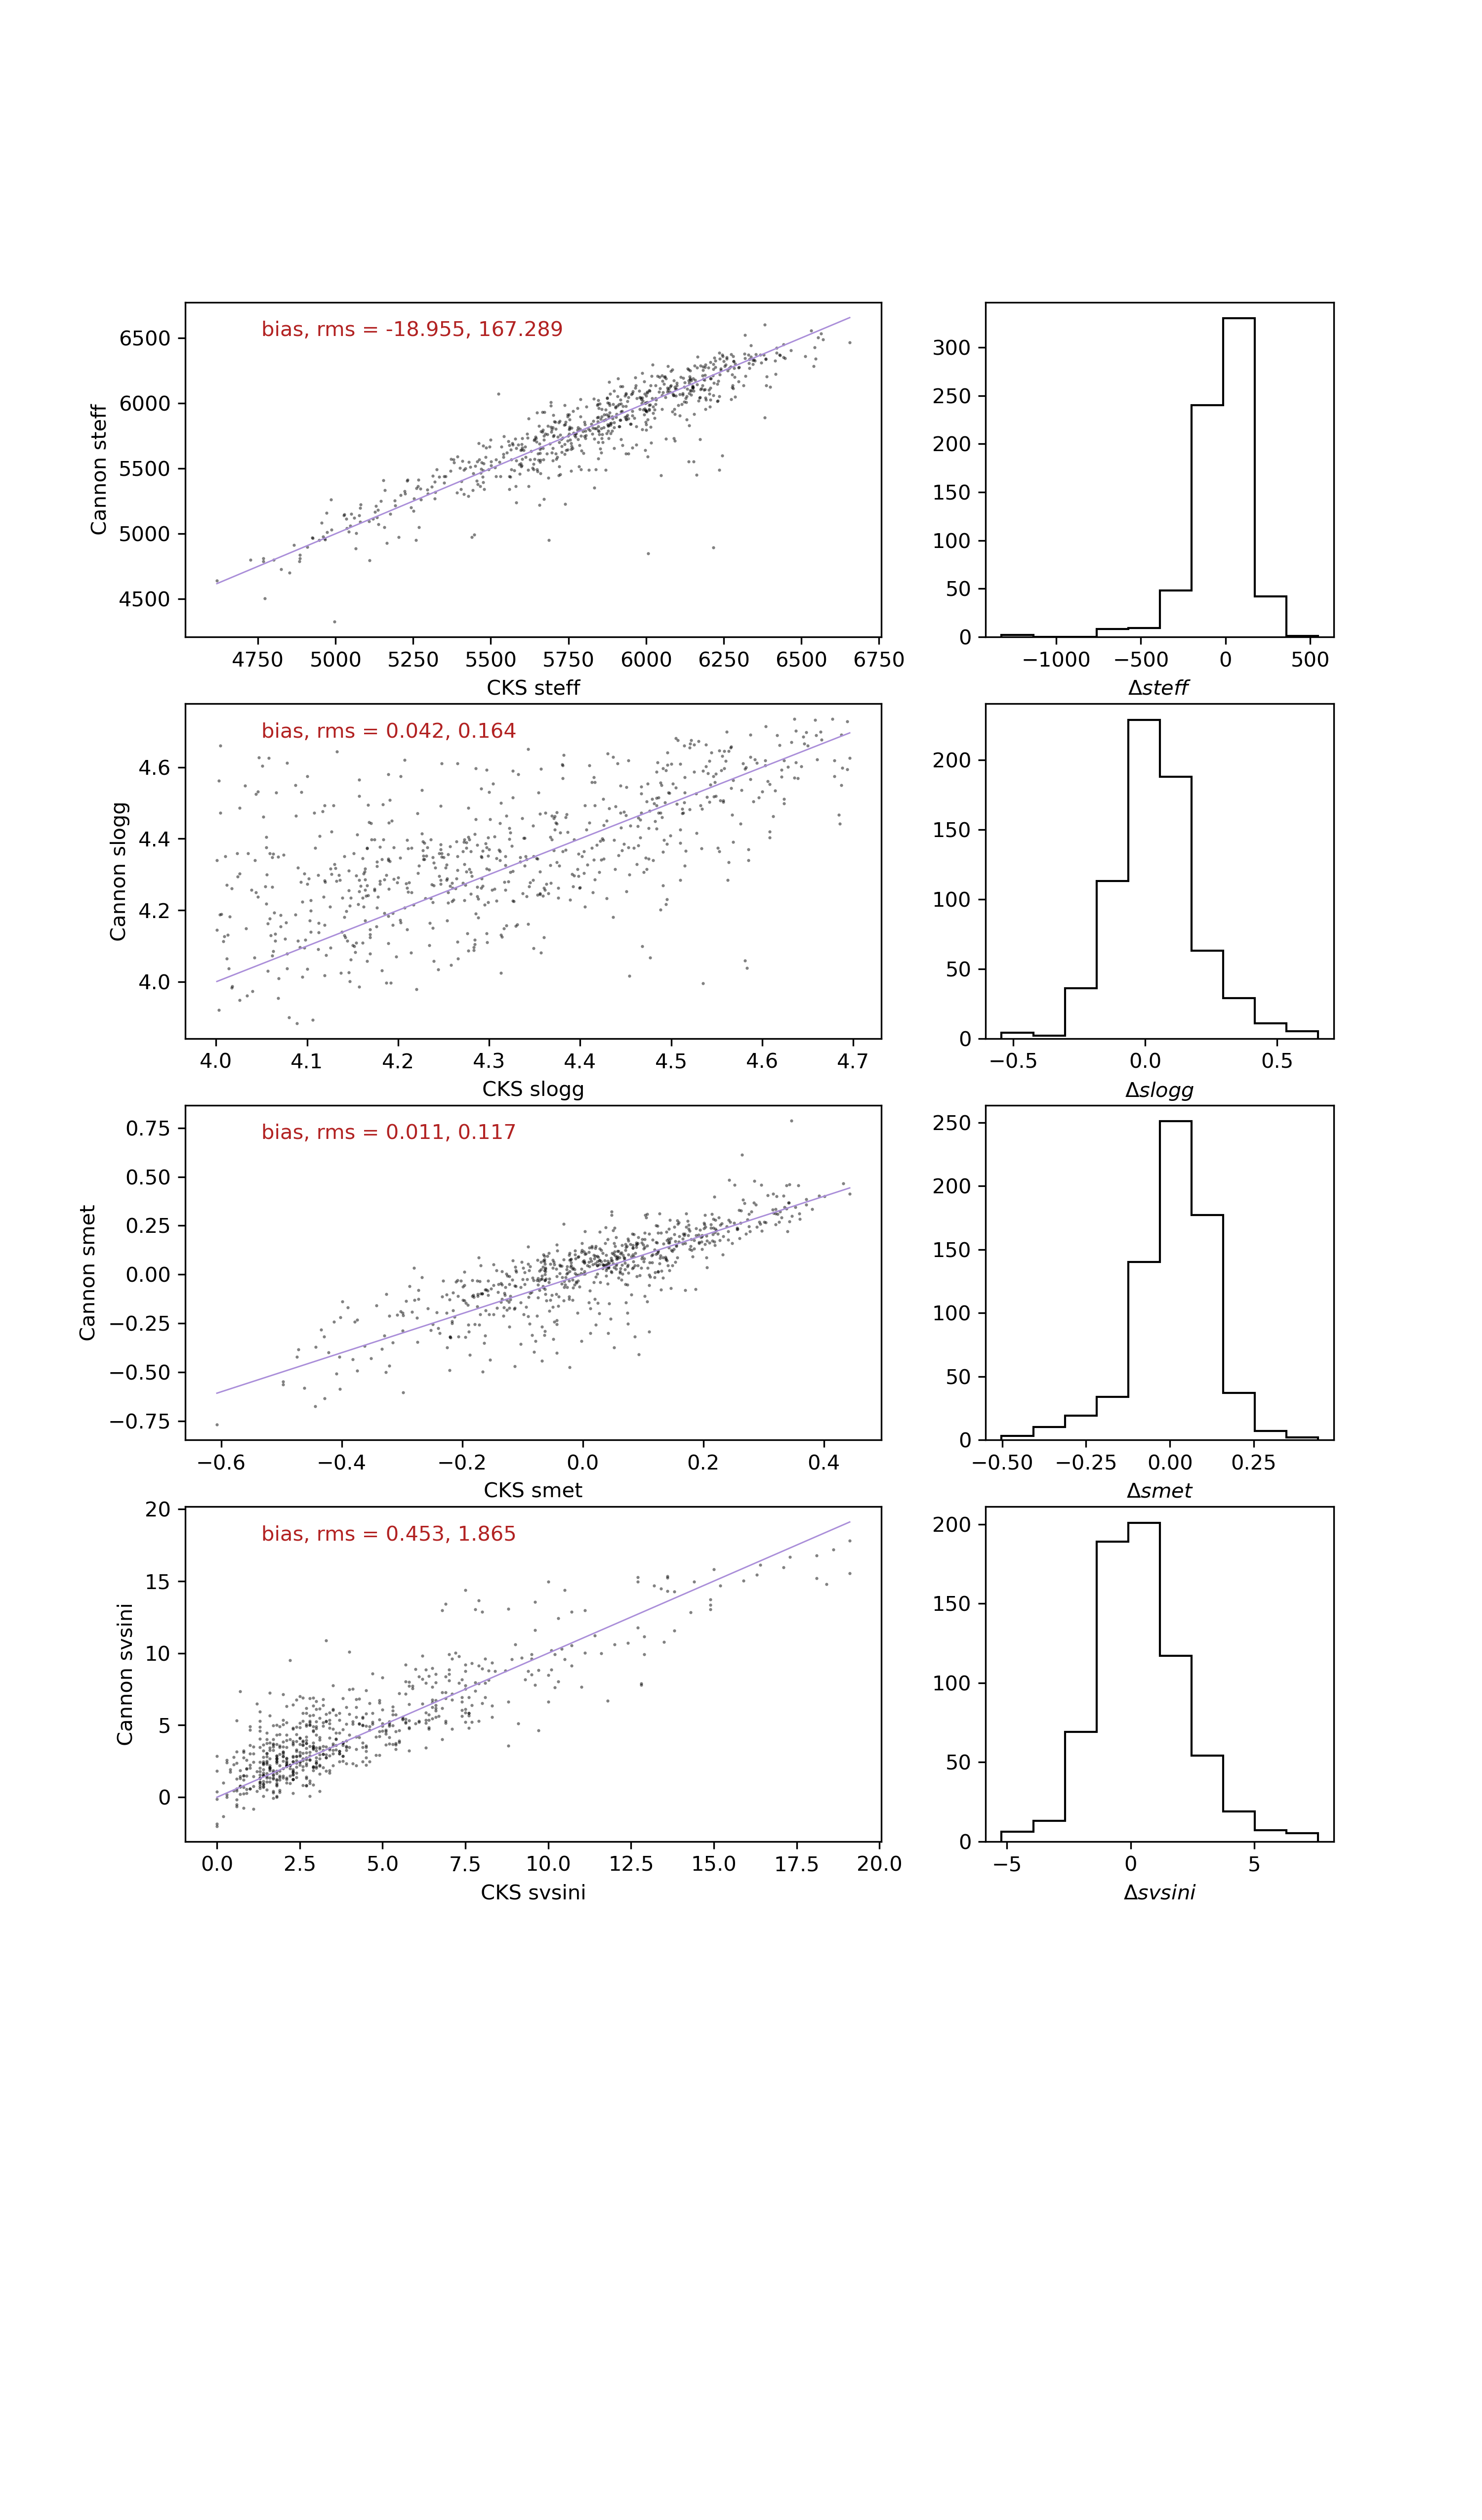 bias, rms = -18.955, 167.289
6500
6000
5500
5000
4500
Cannon steff
4750 5000 5250 5500 5750 6000 6250 6500 6750
CKS steff
300
250
200
150
100
50
0
−1000 −500 0 500
Δsteff
bias, rms = 0.042, 0.164
4.6
4.4
4.2
4.0
Cannon slogg
4.0 4.1 4.2 4.3 4.4 4.5 4.6 4.7
CKS slogg
200
150
100
50
0
−0.5 0.0 0.5
Δslogg
bias, rms = 0.011, 0.117
0.75
0.50
0.25
0.00
−0.25
−0.50
−0.75
Cannon smet
−0.6 −0.4 −0.2 0.0 0.2 0.4
CKS smet
250
200
150
100
50
0
−0.50 −0.25 0.00 0.25
Δsmet
bias, rms = 0.453, 1.865
20
15
10
5
0
Cannon svsini
0.0 2.5 5.0 7.5 10.0 12.5 15.0 17.5 20.0
CKS svsini
200
150
100
50
0
−5 0 5
Δsvsini